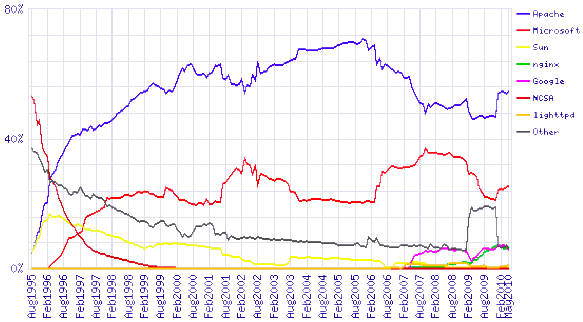 80%
40%
0%
Apache
Microsoft
Sun
nginx
Google
NCSA
lighttpd
Other
Aug1995
Feb1996
Aug1996
Feb1997
Aug1997
Feb1998
Aug1998
Feb1999
Aug1999
Feb2000
Aug2000
Feb2001
Aug2001
Feb2002
Aug2002
Feb2003
Aug2003
Feb2004
Aug2004
Feb2005
Aug2005
Feb2006
Aug2006
Feb2007
Aug2007
Feb2008
Aug2008
Feb2009
Aug2009
Feb2010
May2010